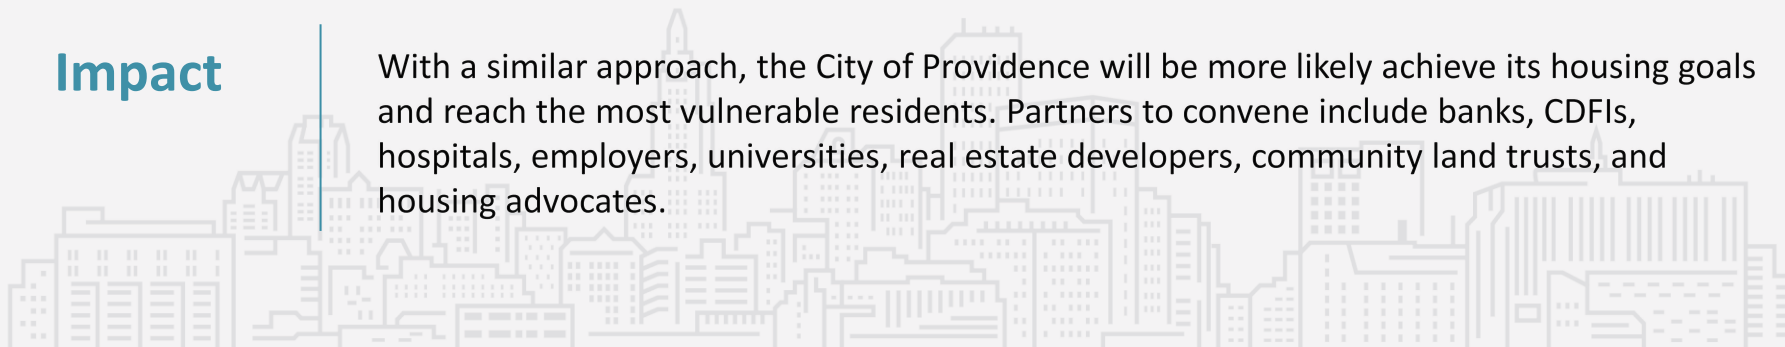 Impact
With a similar approach, the City of Providence will be more likely achieve its housing goals
and reach the most vulnerable residents. Partners to convene include banks, CDFIs,
hospitals, employers, universities, real estate developers, community land trusts, and
housing advocates.